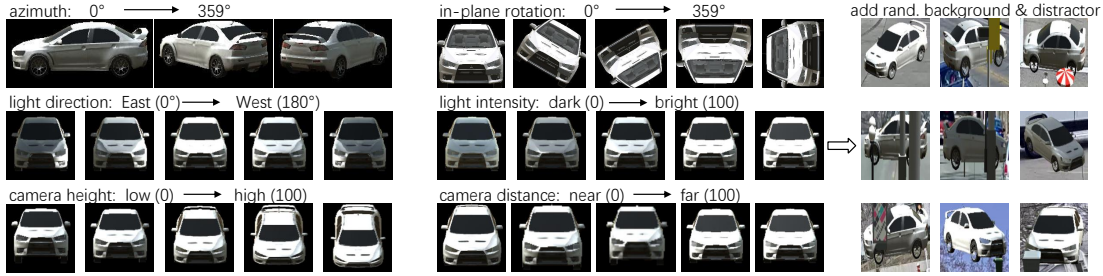 azimuth: 0° 359°
in-plane rotation: 0° 359°
add rand. background & distractor
light direction: East (0°) West (180°)
light intensity: dark (0) bright (100)
camera height: low (0) high (100)
camera distance: near (0) far (100)